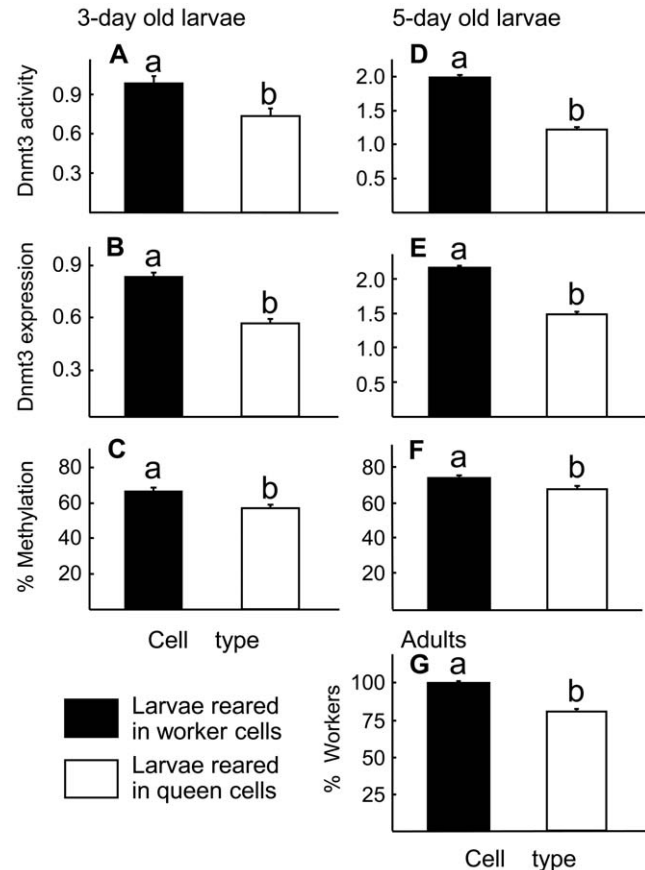 3-day old larvae
5-day old larvae
A
a
b
0.9
0.6
0.3
Dnmt3 activity
D
a
b
2.0
1.5
1.0
0.5
B
a
b
0.9
0.6
0.3
Dnmt3 expression
E
a
b
2.0
1.5
1.0
0.5
C
a
b
80
60
40
20
% Methylation
F
a
b
80
60
40
20
Cell type
Adults
G
a
b
100
75
50
25
% Workers
Cell type
Larvae reared
in worker cells
Larvae reared
in queen cells